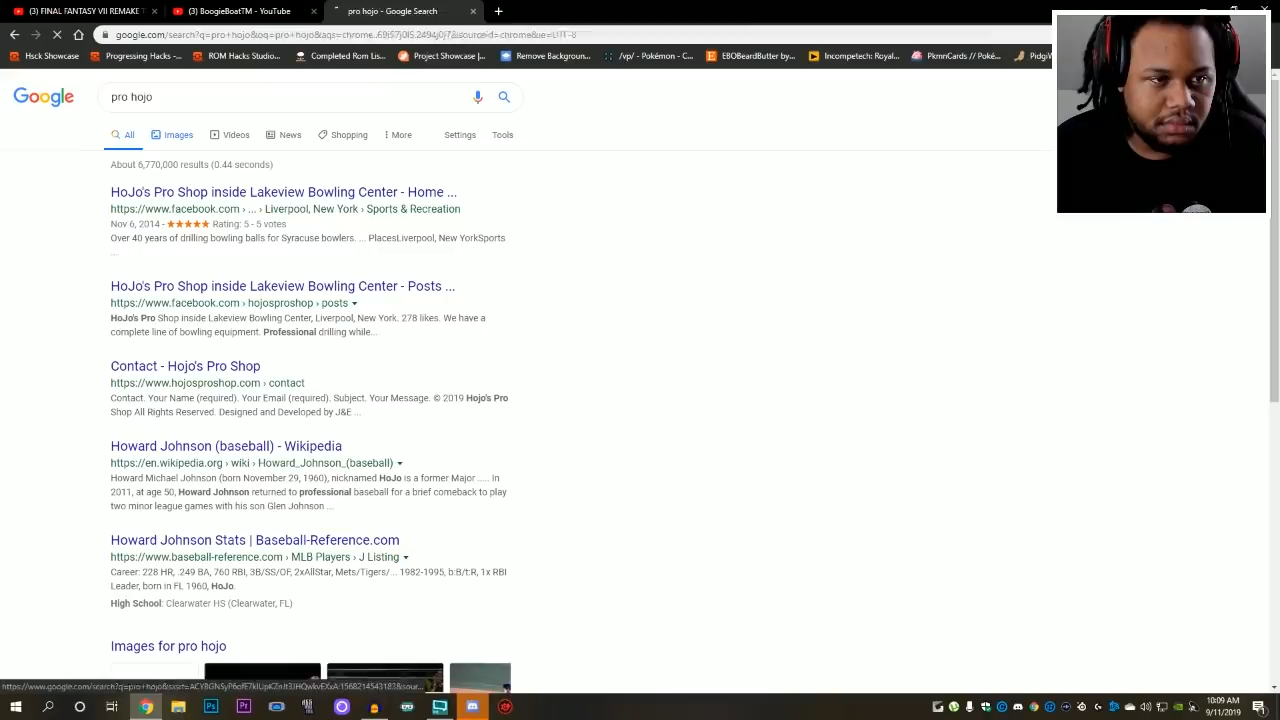 (3) FINAL FANTASY VII REMAKE T
(3) BoogieBoatTM - YouTube
pro hojo - Google Search
Hsck Showcase
Progressing Hacks -...
ROM Hacks Studio...
Completed Rom Lis...
Project Showcase |...
Remove Background...
/vp/ - Pokémon - C...
EBOBeardButter by...
Incompetech: Royal...
PkmnCards // Poké...
Google
pro hojo
All
Images
Videos
News
Shopping
More
Settings
Tools
About 6,770,000 results (0.44 seconds)
HoJo's Pro Shop inside Lakeview Bowling Center - Home ...
https://www.facebook.com › ... › Liverpool, New York › Sports & Recreation
Nov 6, 2014 - ★★★★★ Rating: 5 - 5 votes
Over 40 years of drilling bowling balls for Syracuse bowlers. ... PlacesLiverpool, New YorkSports
...
HoJo's Pro Shop inside Lakeview Bowling Center - Posts ...
https://www.facebook.com › hojosproshop › posts
HoJo's Pro Shop inside Lakeview Bowling Center, Liverpool, New York. 278 likes. We have a
complete line of bowling equipment. Professional drilling while...
Contact - Hojo's Pro Shop
https://www.hojosproshop.com › contact
Contact. Your Name (required). Your Email (required). Subject. Your Message. © 2019 Hojo's Pro
Shop All Rights Reserved. Designed and Developed by J&E ...
Howard Johnson (baseball) - Wikipedia
https://en.wikipedia.org › wiki › Howard_Johnson_(baseball)
Howard Michael Johnson (born November 29, 1960), nicknamed HoJo is a former Major ..... In
2011, at age 50, Howard Johnson returned to professional baseball for a brief comeback to play
two minor league games with his son Glen Johnson ...
Howard Johnson Stats | Baseball-Reference.com
https://www.baseball-reference.com › MLB Players › J Listing
Career: 228 HR, .249 BA, 760 RBI, 3B/SS/OF, 2xAllStar, Mets/Tigers/... 1982-1995, b:B/t:R, 1x RBI
Leader, born in FL 1960, HoJo.
High School: Clearwater HS (Clearwater, FL)
Images for pro hojo
10:09 AM
9/11/2019